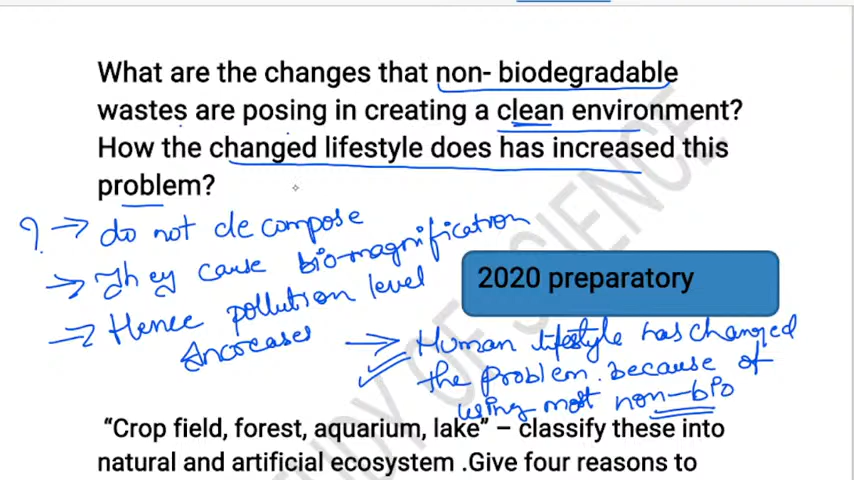 What are the changes that non- biodegradable
wastes are posing in creating a clean environment?
How the changed lifestyle does has increased this
problem?
? → do not decompose
→ They cause bio-magnification
→ Hence pollution level
increases
2020 preparatory
→ Human lifestyle has changed
the problem. because of
using most non-bio
"Crop field, forest, aquarium, lake" – classify these into
natural and artificial ecosystem .Give four reasons to
STUDY OF SCIENCE